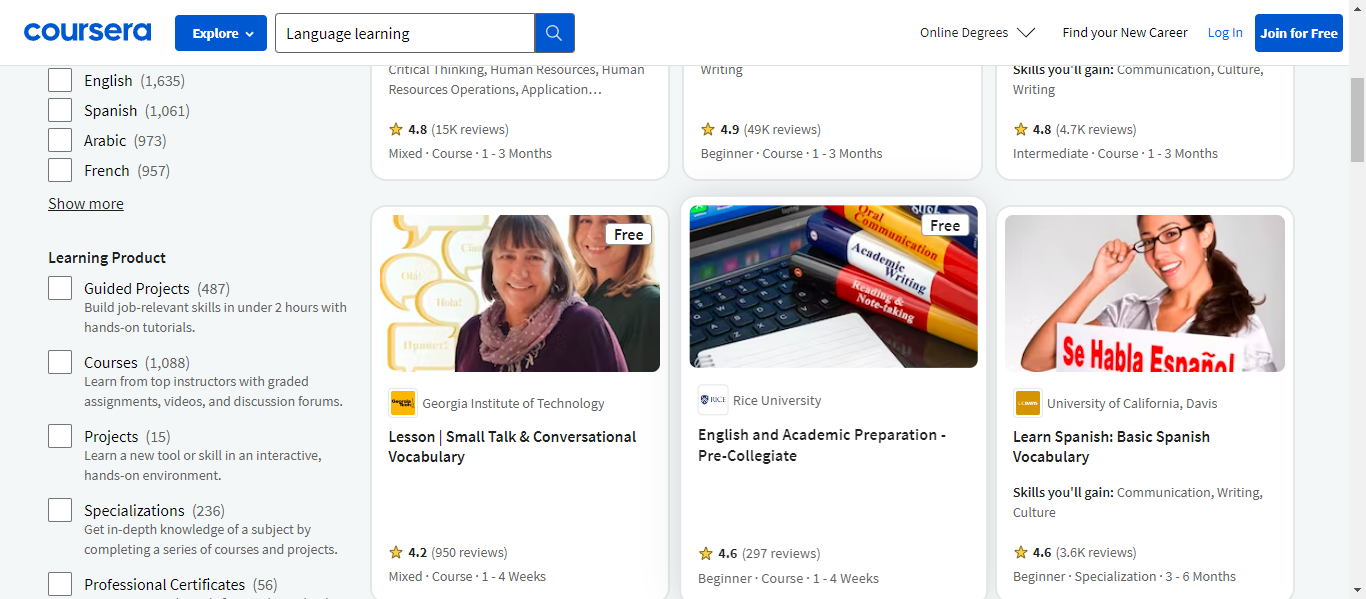 coursera
Explore
Language learning
Online Degrees
Find your New Career
Log In
Join for Free
English (1,635)
Spanish (1,061)
Arabic (973)
French (957)
Show more
Learning Product
Guided Projects (487)
Build job-relevant skills in under 2 hours with
hands-on tutorials.
Courses (1,088)
Learn from top instructors with graded
assignments, videos, and discussion forums.
Projects (15)
Learn a new tool or skill in an interactive,
hands-on environment.
Specializations (236)
Get in-depth knowledge of a subject by
completing a series of courses and projects.
Professional Certificates (56)
Critical Thinking, Human Resources, Human
Resources Operations, Application…
4.8 (15K reviews)
Mixed · Course · 1 - 3 Months
Writing
4.9 (49K reviews)
Beginner · Course · 1 - 3 Months
Skills you'll gain: Communication, Culture,
Writing
4.8 (4.7K reviews)
Intermediate · Course · 1 - 3 Months
Free
Olá!
Hola!
Georgia Institute of Technology
Lesson | Small Talk & Conversational
Vocabulary
4.2 (950 reviews)
Mixed · Course · 1 - 4 Weeks
Free
Oral
Communication
Academic
Writing
Reading &
Note-taking
RICE
Rice University
English and Academic Preparation -
Pre-Collegiate
4.6 (297 reviews)
Beginner · Course · 1 - 4 Weeks
Se Habla Español
UC DAVIS
University of California, Davis
Learn Spanish: Basic Spanish
Vocabulary
Skills you'll gain: Communication, Writing,
Culture
4.6 (3.6K reviews)
Beginner · Specialization · 3 - 6 Months